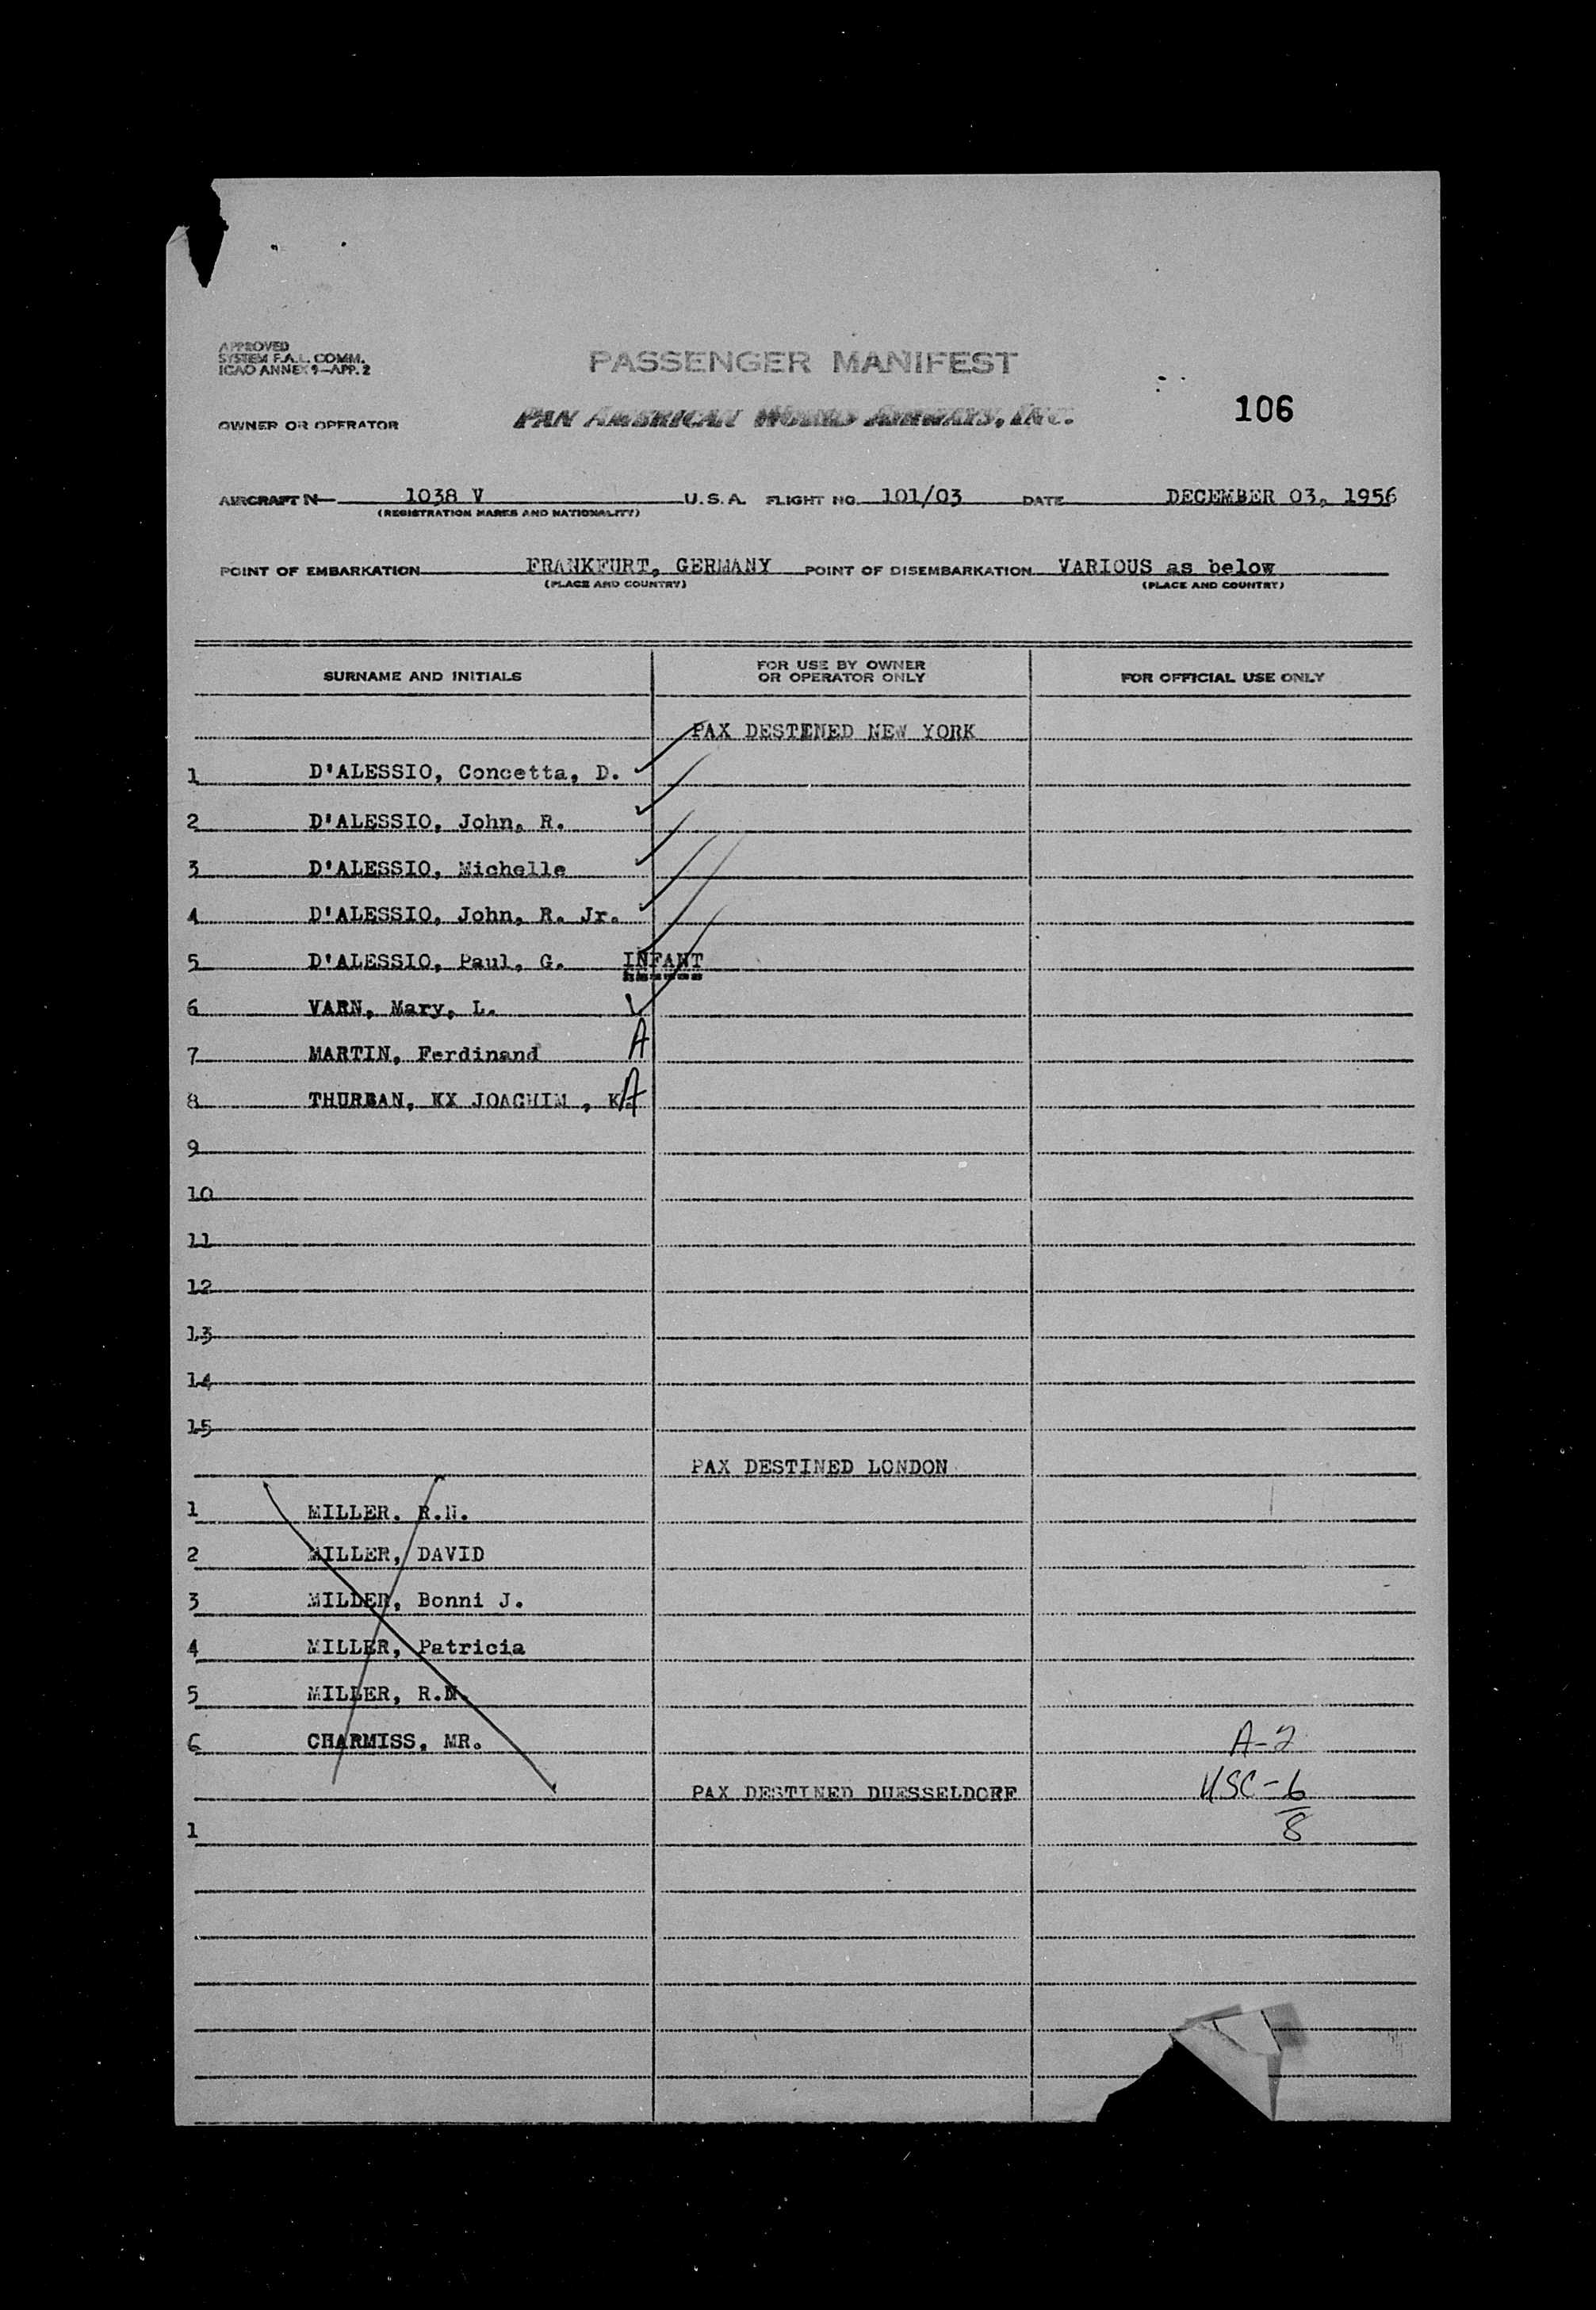 APPROVED
SYSTEM F.A.L. COMM.
ICAO ANNEX 9—APP. 2
PASSENGER MANIFEST
OWNER OR OPERATOR PAN AMERICAN WORLD AIRWAYS, INC. 106
AIRCRAFT N— 1038 V U.S.A. FLIGHT NO. 101/03 DATE DECEMBER 03, 1956
(REGISTRATION MARKS AND NATIONALITY)
POINT OF EMBARKATION FRANKFURT, GERMANY POINT OF DISEMBARKATION VARIOUS as below
(PLACE AND COUNTRY) (PLACE AND COUNTRY)
SURNAME AND INITIALS FOR USE BY OWNER OR OPERATOR ONLY FOR OFFICIAL USE ONLY
PAX DESTENED NEW YORK
1 D'ALESSIO, Concetta, D.
2 D'ALESSIO, John, R.
3 D'ALESSIO, Michelle
4 D'ALESSIO, John, R. Jr.
5 D'ALESSIO, Paul, G. INFANT
6 VARN, Mary, L.
7 MARTIN, Ferdinand A
8 THURBAN, KX JOACHIM , K. A
9
10
11
12
13
14
15
PAX DESTINED LONDON
1 MILLER. R.N.
2 MILLER, DAVID
3 MILLER, Bonni J.
4 MILLER, Patricia
5 MILLER, R.N.
6 CHARMISS, MR. A-2
PAX DESTINED DUESSELDORF USC-6
1 8